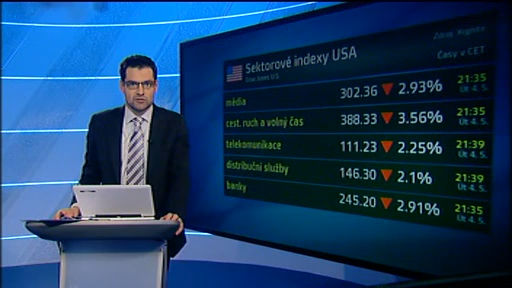 Sektorové indexy USA
Dow Jones U.S.
Časy v CET
média 302.36 2.93% 21:35 Út 4. 5.
cest. ruch a volný čas 388.33 3.56% 21:35 Út 4. 5.
telekomunikace 111.23 2.25% 21:39 Út 4. 5.
distribuční služby 146.30 2.1% 21:39 Út 4. 5.
banky 245.20 2.91% 21:35 Út 4. 5.